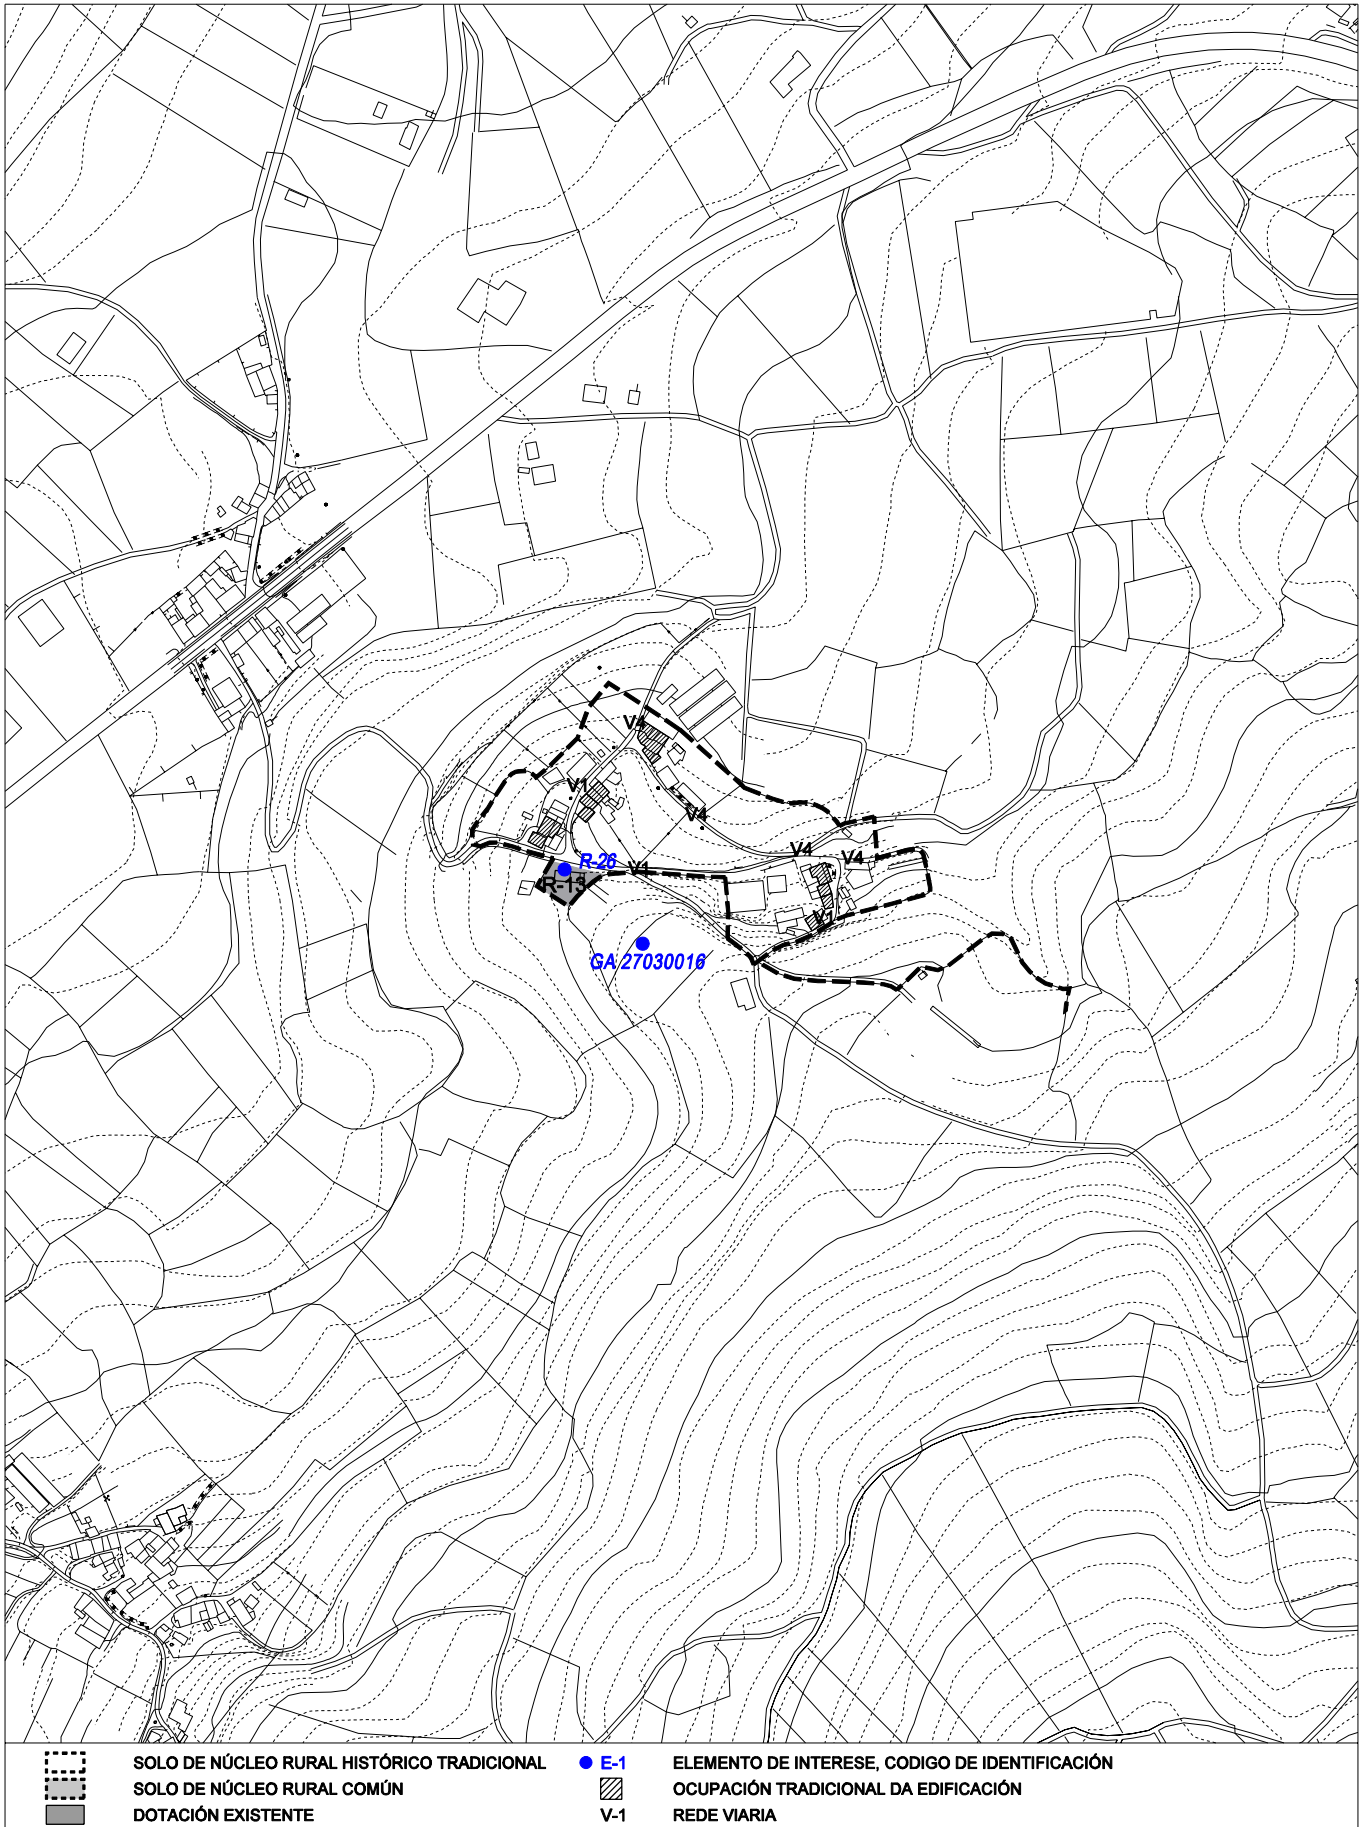 V4
V1
V4
V4
V4
R-26
V1
R-13
V1
GA 27030016
SOLO DE NÚCLEO RURAL HISTÓRICO TRADICIONAL
E-1 ELEMENTO DE INTERESE, CODIGO DE IDENTIFICACIÓN
SOLO DE NÚCLEO RURAL COMÚN
OCUPACIÓN TRADICIONAL DA EDIFICACIÓN
DOTACIÓN EXISTENTE
V-1 REDE VIARIA